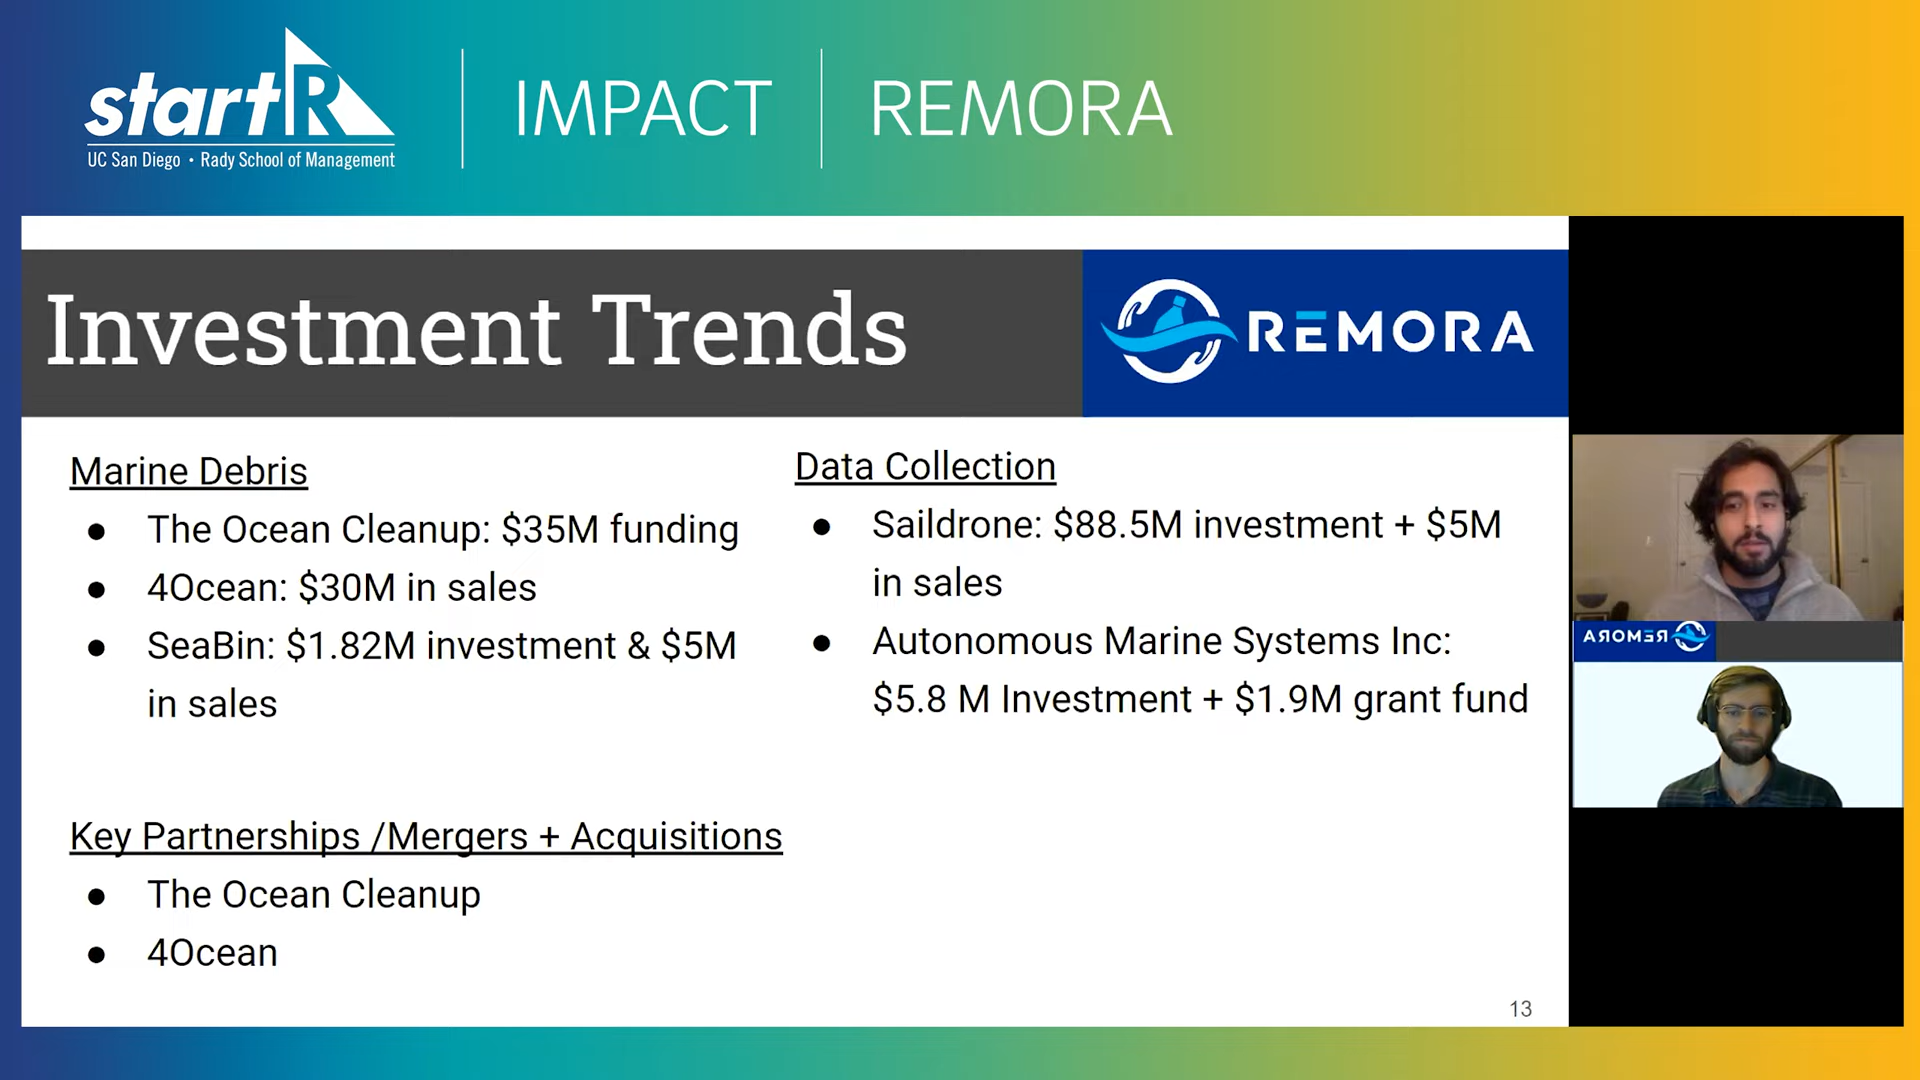 startR
UC San Diego • Rady School of Management
IMPACT
REMORA
Investment Trends
REMORA
Marine Debris
● The Ocean Cleanup: $35M funding
● 4Ocean: $30M in sales
● SeaBin: $1.82M investment & $5M
in sales
Data Collection
● Saildrone: $88.5M investment + $5M
in sales
● Autonomous Marine Systems Inc:
$5.8 M Investment + $1.9M grant fund
Key Partnerships /Mergers + Acquisitions
● The Ocean Cleanup
● 4Ocean
13
REMORA